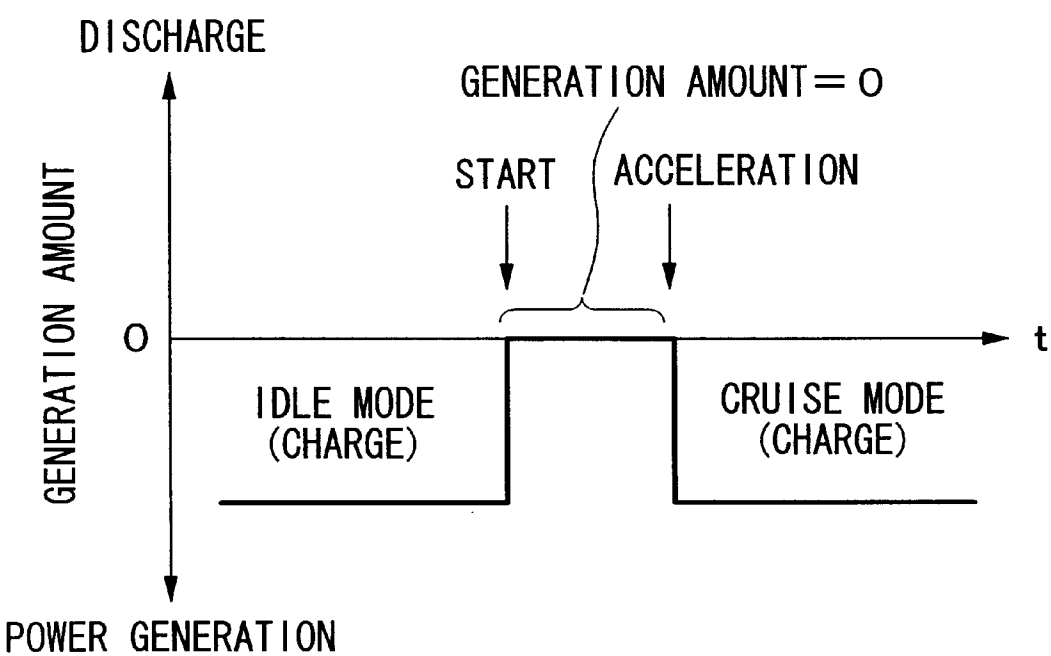 DISCHARGE
GENERATION AMOUNT=0
START
ACCELERATION
GENERATION AMOUNT
0
t
IDLE MODE
(CHARGE)
CRUISE MODE
(CHARGE)
POWER GENERATION